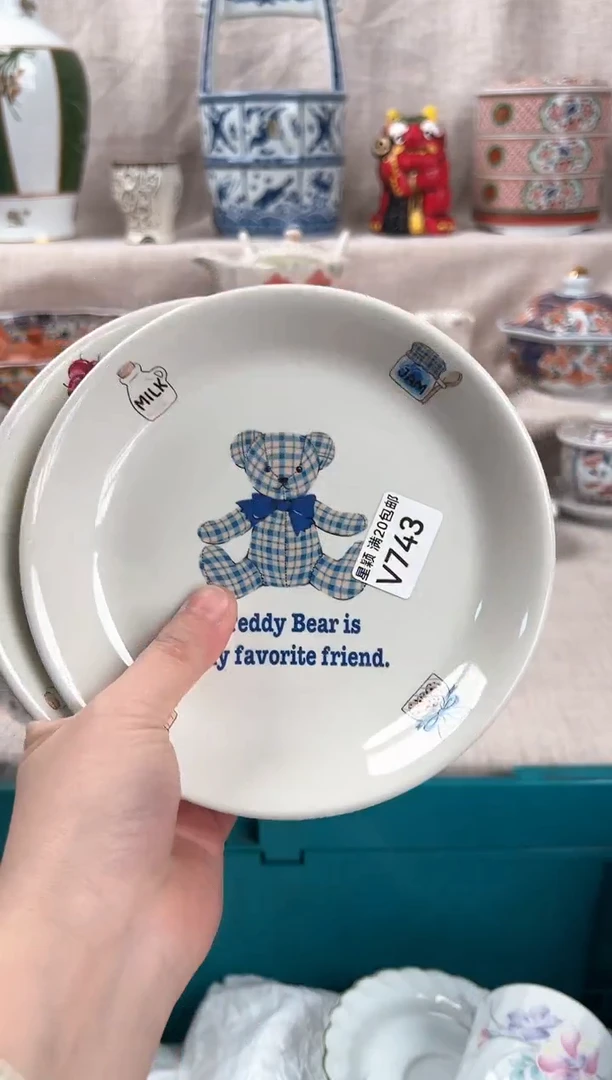 MILK
JAM
星颖 满20包邮
V743
eddy Bear is
y favorite friend.